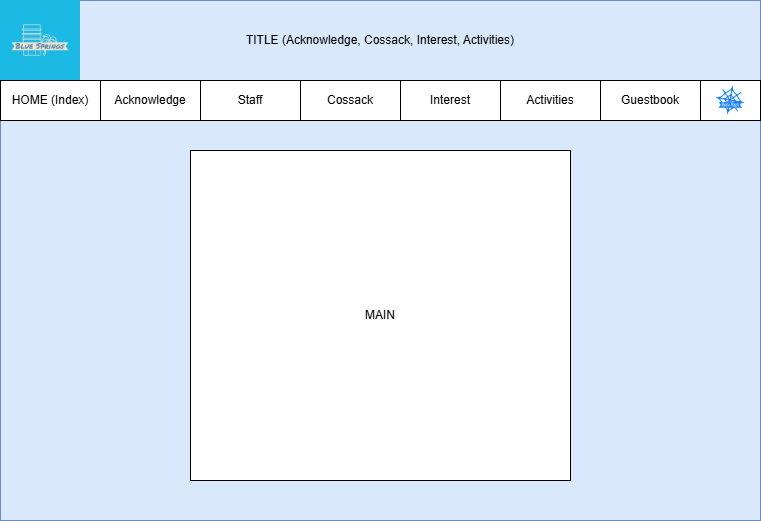 BLUE SPRINGS
TITLE (Acknowledge, Cossack, Interest, Activities)
HOME (Index)
Acknowledge
Staff
Cossack
Interest
Activities
Guestbook
MAIN